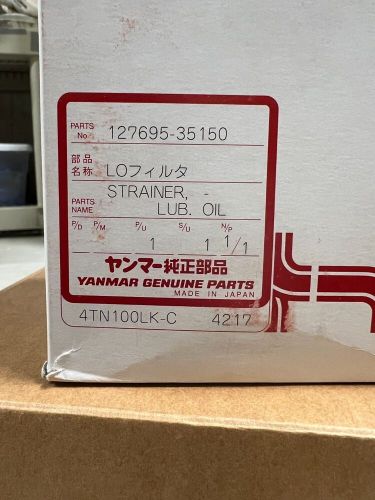 PARTS No 127695-35150
部品名称 LOフィルタ
PARTS NAME STRAINER, - LUB. OIL
P/D P/M P/U S/U N/P
1 1 1/1
ヤンマー純正部品
YANMAR GENUINE PARTS
MADE IN JAPAN
4TN100LK-C 4217